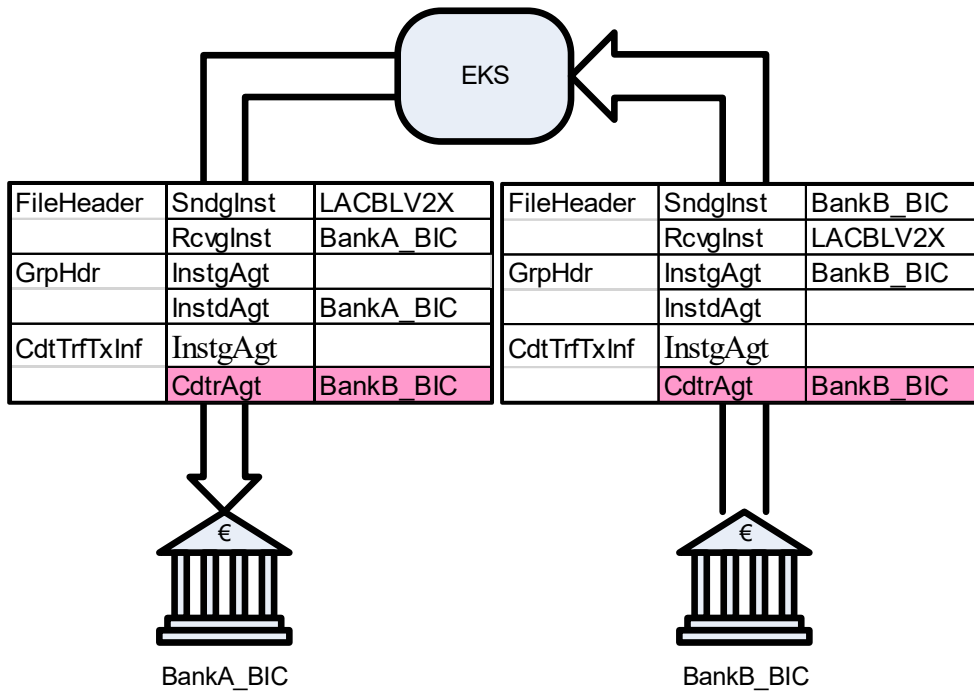 EKS
FileHeader SndgInst LACBLV2X
RcvgInst BankA_BIC
GrpHdr InstgAgt
InstdAgt BankA_BIC
CdtTrfTxInf InstgAgt
CdtrAgt BankB_BIC
FileHeader SndgInst BankB_BIC
RcvgInst LACBLV2X
GrpHdr InstgAgt BankB_BIC
InstdAgt
CdtTrfTxInf InstgAgt
CdtrAgt BankB_BIC
€
€
BankA_BIC
BankB_BIC